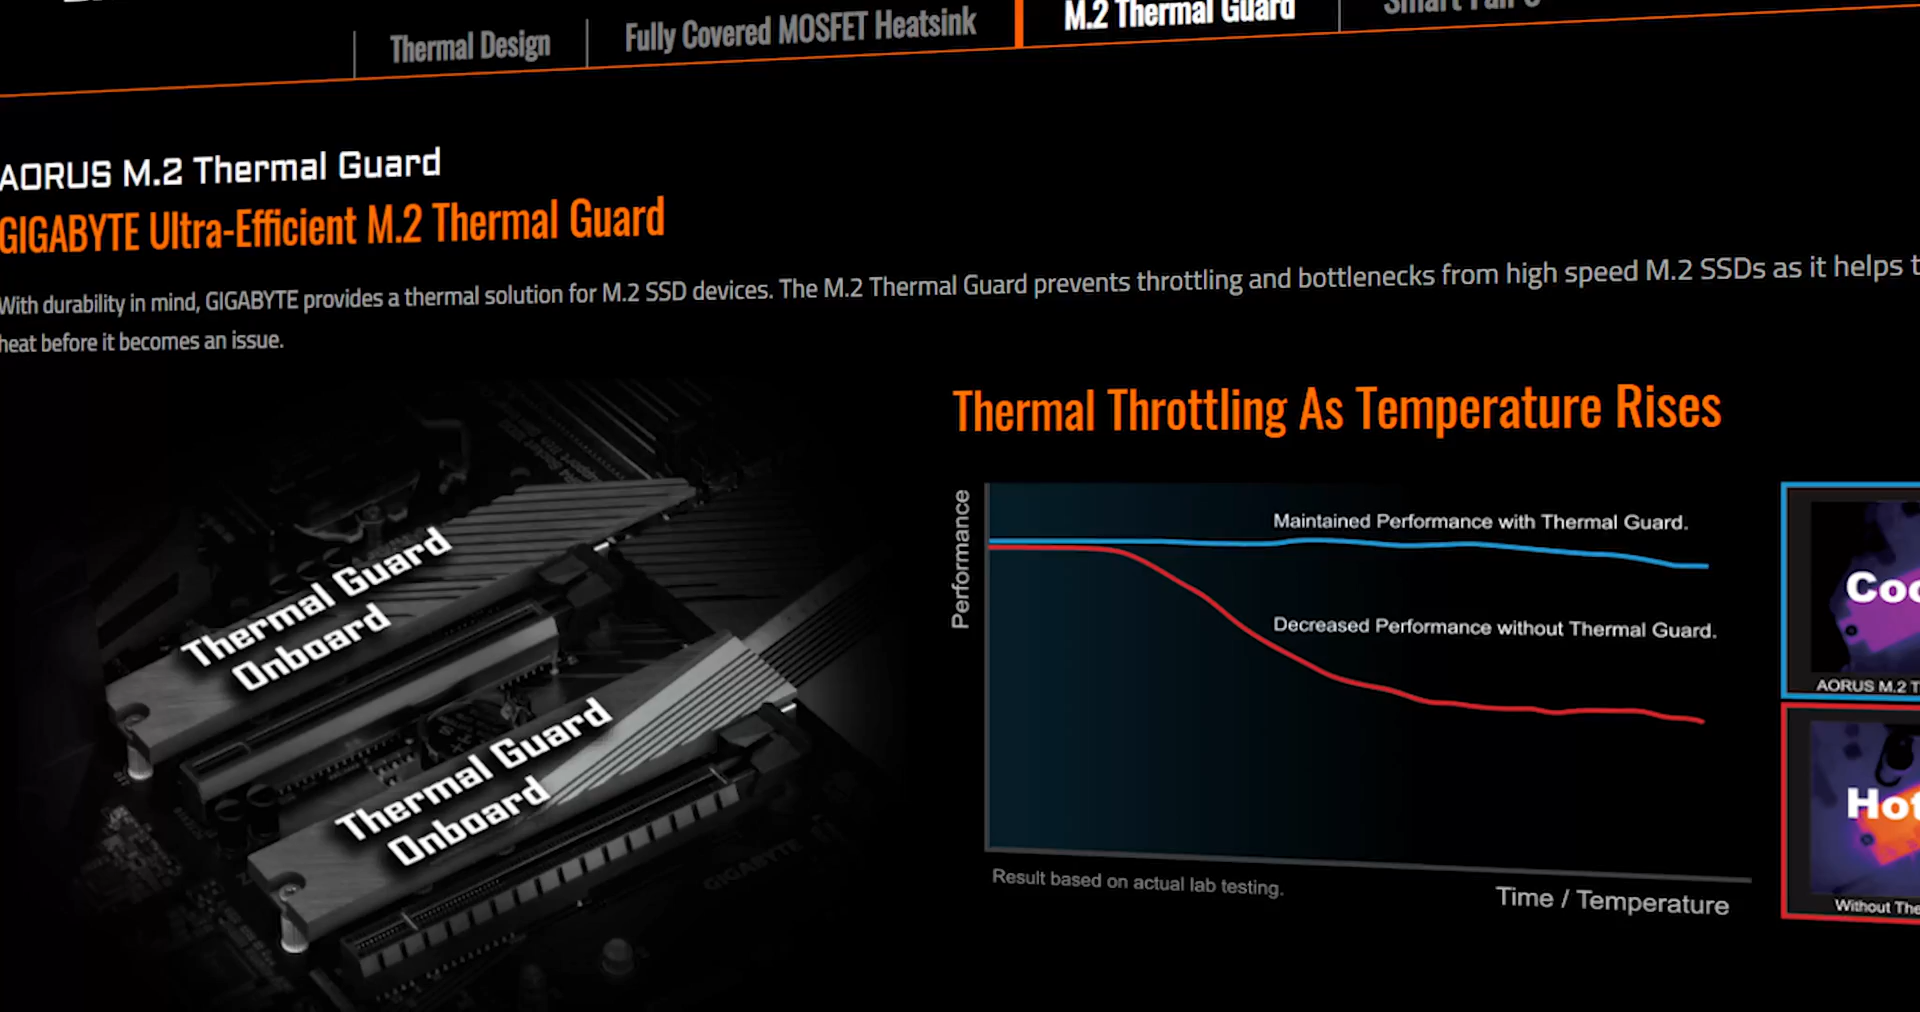 Thermal Design
Fully Covered MOSFET Heatsink
M.2 Thermal Guard
Smart Fan
AORUS M.2 Thermal Guard
GIGABYTE Ultra-Efficient M.2 Thermal Guard
With durability in mind, GIGABYTE provides a thermal solution for M.2 SSD devices. The M.2 Thermal Guard prevents throttling and bottlenecks from high speed M.2 SSDs as it helps
heat before it becomes an issue.
Thermal Guard
Onboard
Thermal Guard
Onboard
GIGABYTE
Thermal Throttling As Temperature Rises
Performance
Maintained Performance with Thermal Guard.
Decreased Performance without Thermal Guard.
Result based on actual lab testing.
Time / Temperature
AORUS M.2
Hot
Without